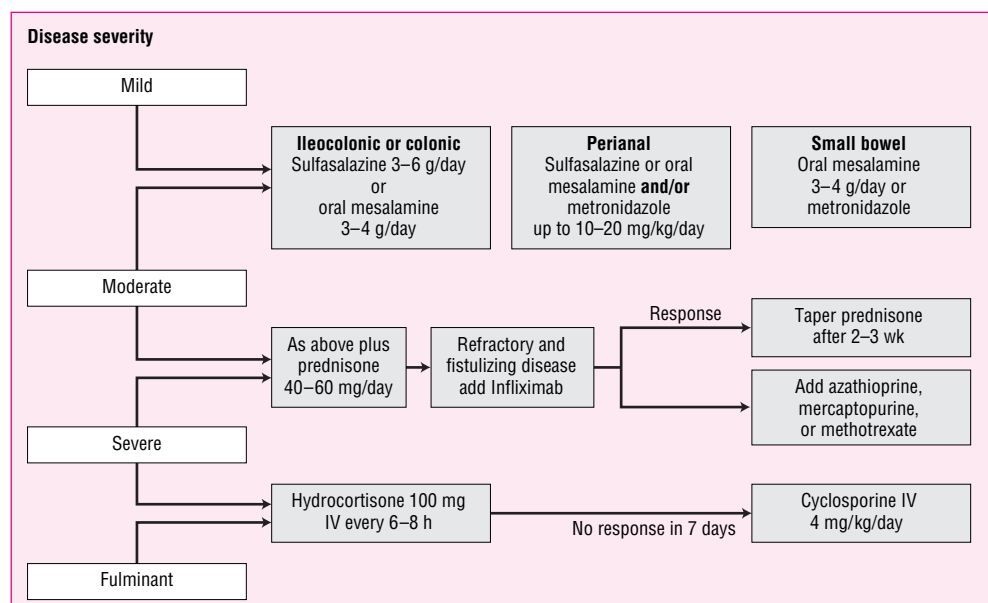 Disease severity
Mild
Ileocolonic or colonic
Sulfasalazine 3–6 g/day
or
oral mesalamine
3–4 g/day
Perianal
Sulfasalazine or oral
mesalamine and/or
metronidazole
up to 10–20 mg/kg/day
Small bowel
Oral mesalamine
3–4 g/day or
metronidazole
Moderate
As above plus
prednisone
40–60 mg/day
Refractory and
fistulizing disease
add Infliximab
Response
Taper prednisone
after 2–3 wk
Add azathioprine,
mercaptopurine,
or methotrexate
Severe
Hydrocortisone 100 mg
IV every 6–8 h
No response in 7 days
Cyclosporine IV
4 mg/kg/day
Fulminant